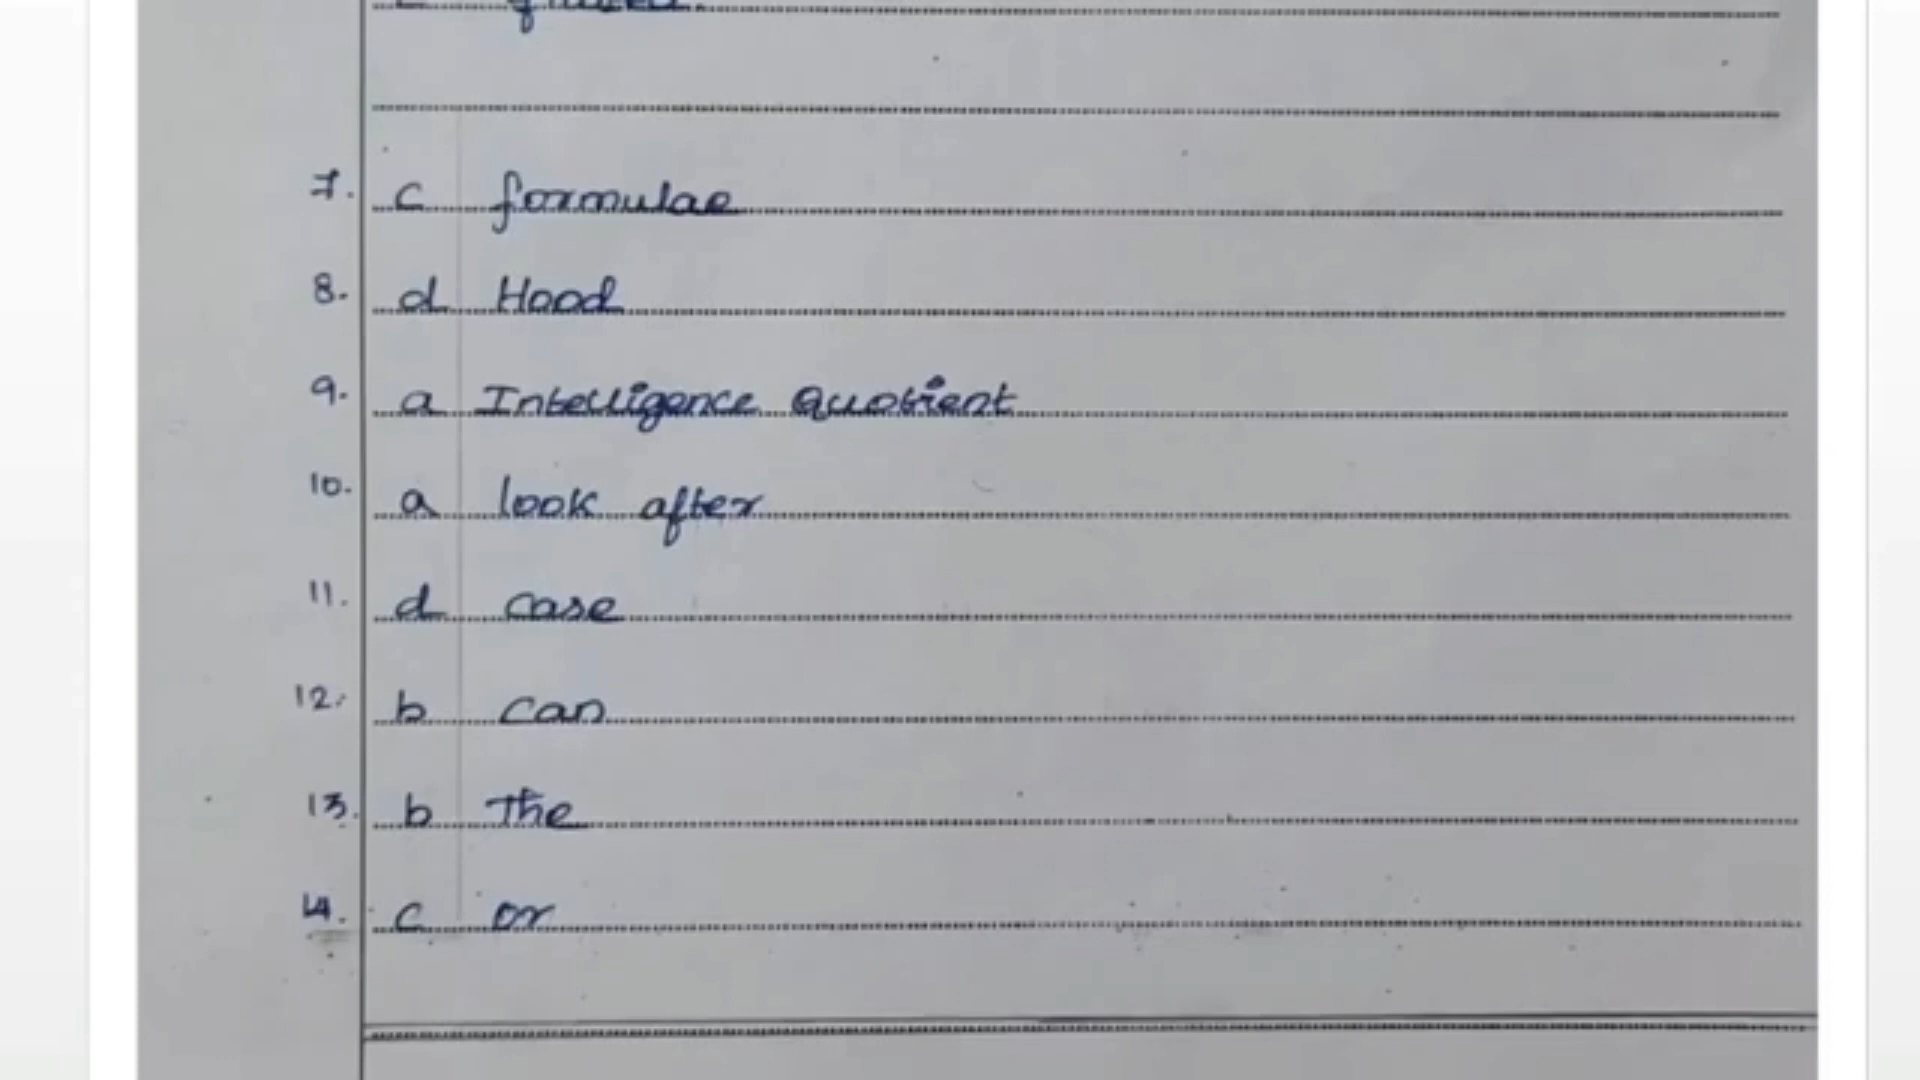 7. c formulae
8. d Hood
9. a Intelligence Quotient
10. a look after
11. d case
12. b can
13. b The
14. c or